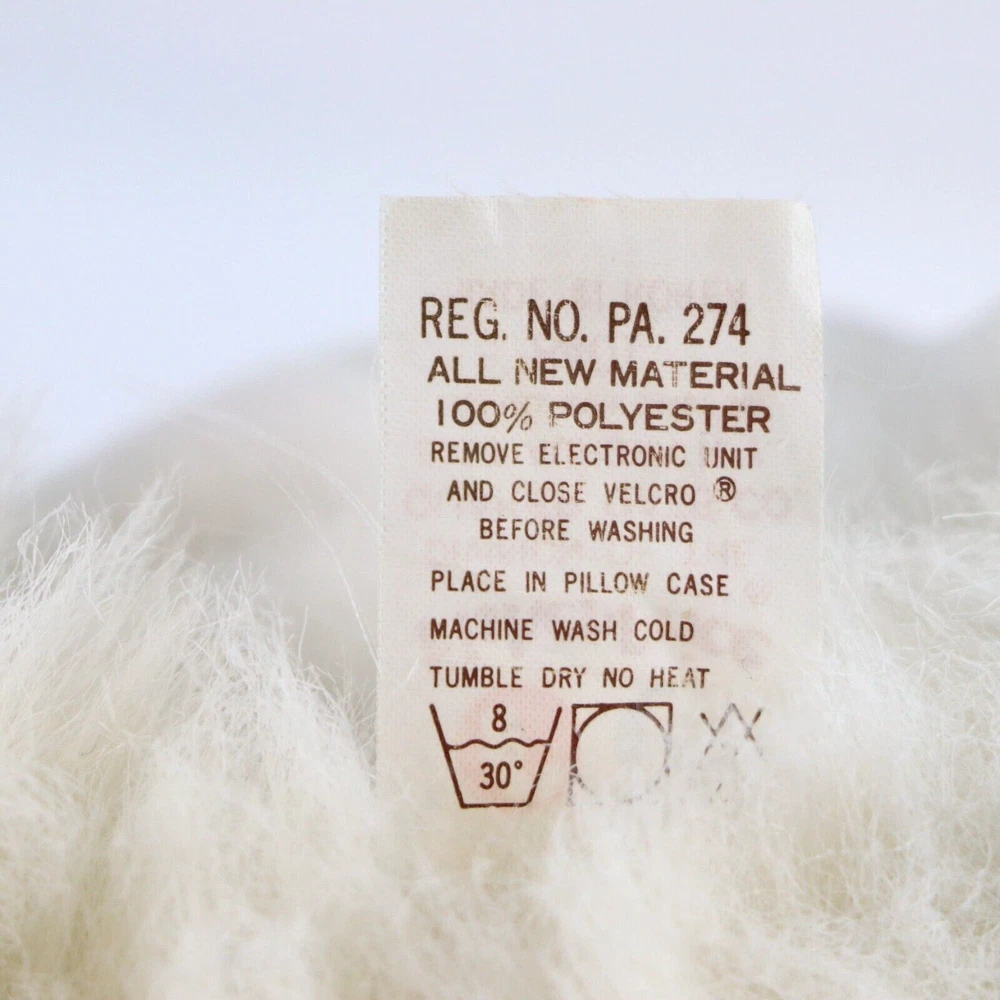 REG. NO. PA. 274
ALL NEW MATERIAL
100% POLYESTER
REMOVE ELECTRONIC UNIT
AND CLOSE VELCRO ®
BEFORE WASHING
PLACE IN PILLOW CASE
MACHINE WASH COLD
TUMBLE DRY NO HEAT
8
30°